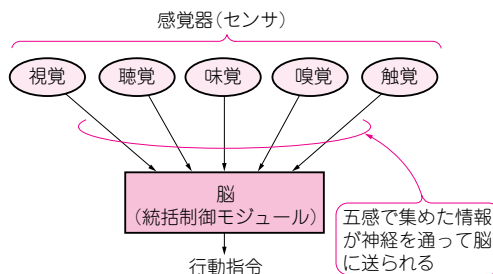 感覚器(センサ)
視覚
聴覚
味覚
嗅覚
触覚
脳
(統括制御モジュール)
五感で集めた情報
が神経を通って脳
に送られる
行動指令